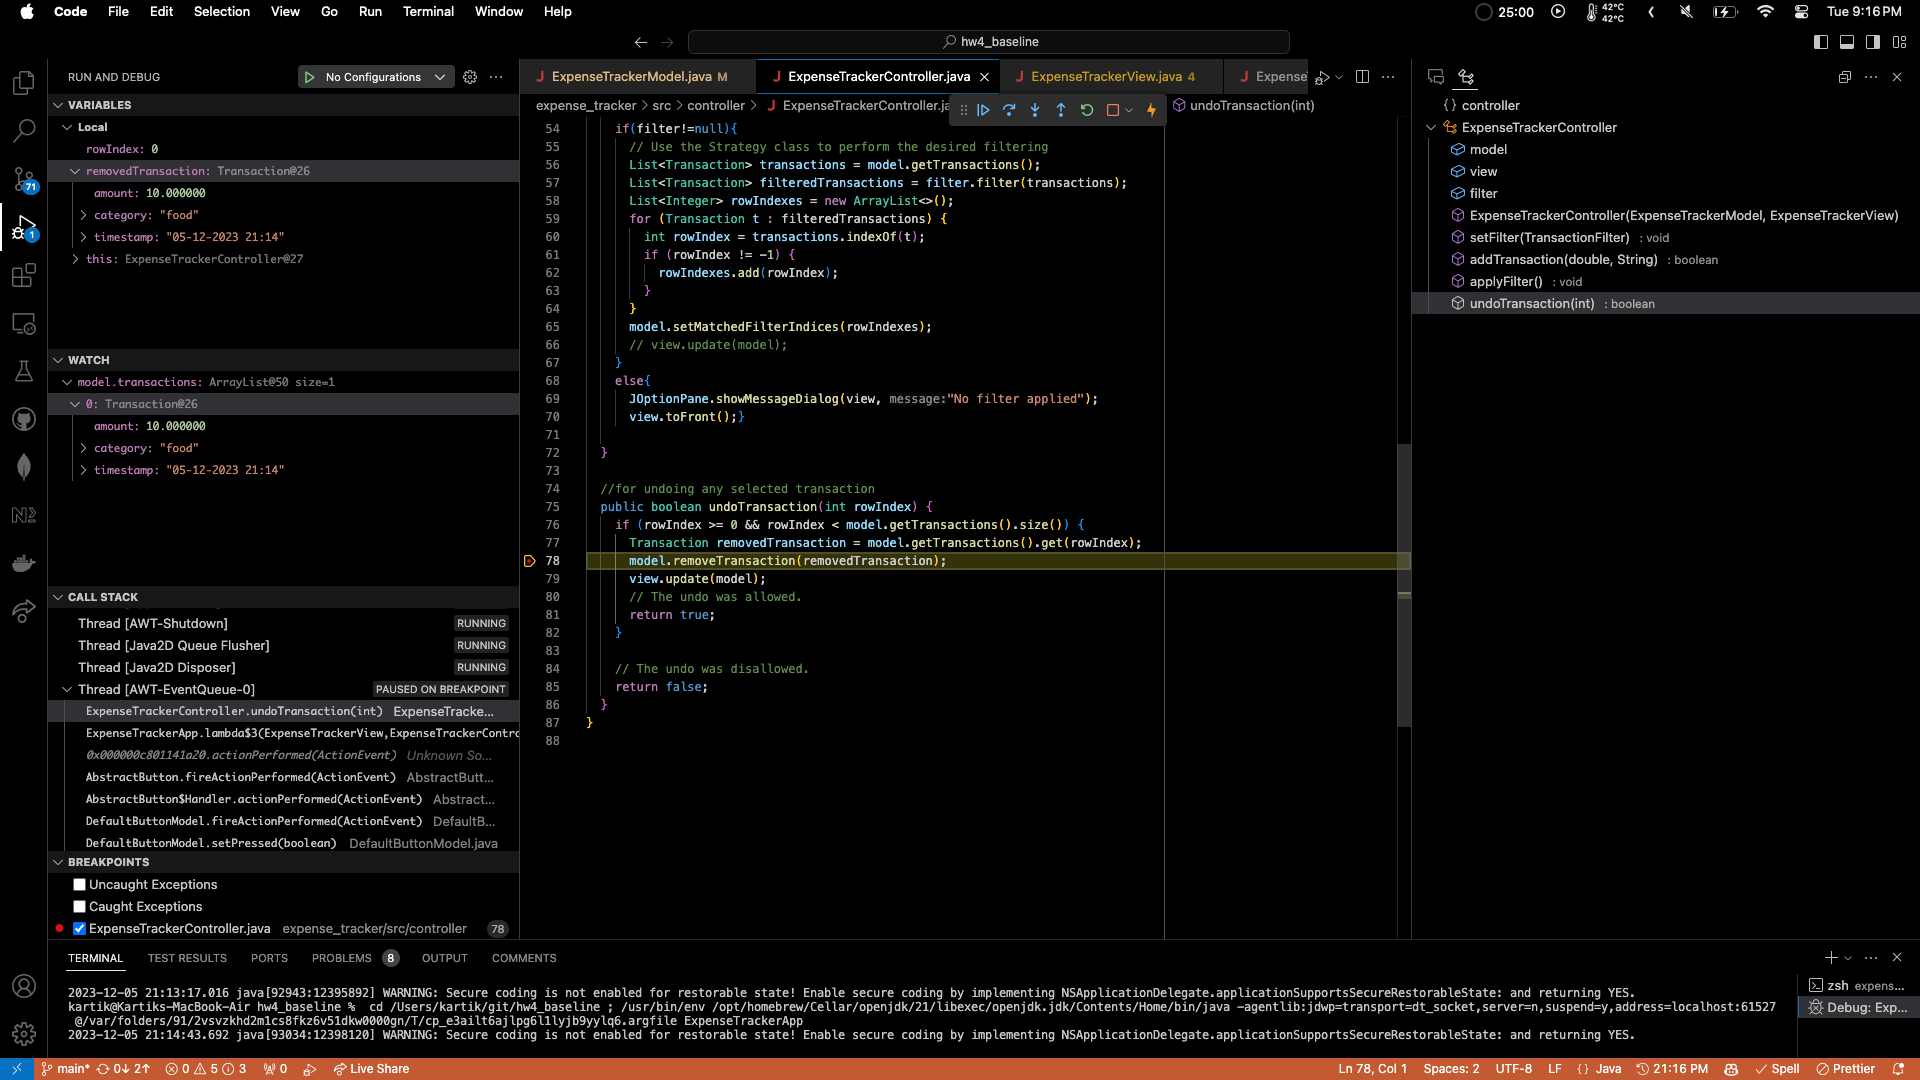 Code File Edit Selection View Go Run Terminal Window Help 25:00 42°C 42°C Tue 9:16 PM
hw4_baseline
RUN AND DEBUG No Configurations
VARIABLES
Local
rowIndex: 0
removedTransaction: Transaction@26
amount: 10.000000
category: "food"
timestamp: "05-12-2023 21:14"
this: ExpenseTrackerController@27
WATCH
model.transactions: ArrayList@50 size=1
0: Transaction@26
amount: 10.000000
category: "food"
timestamp: "05-12-2023 21:14"
CALL STACK
Thread [AWT-Shutdown] RUNNING
Thread [Java2D Queue Flusher] RUNNING
Thread [Java2D Disposer] RUNNING
Thread [AWT-EventQueue-0] PAUSED ON BREAKPOINT
ExpenseTrackerController.undoTransaction(int) ExpenseTracke...
ExpenseTrackerApp.lambda$3(ExpenseTrackerView,ExpenseTrackerContro
0x000000c801141a20.actionPerformed(ActionEvent) Unknown So...
AbstractButton.fireActionPerformed(ActionEvent) AbstractButt...
AbstractButton$Handler.actionPerformed(ActionEvent) Abstract...
DefaultButtonModel.fireActionPerformed(ActionEvent) DefaultB...
DefaultButtonModel.setPressed(boolean) DefaultButtonModel.java
BREAKPOINTS
Uncaught Exceptions
Caught Exceptions
ExpenseTrackerController.java expense_tracker/src/controller 78
71
1
ExpenseTrackerModel.java M ExpenseTrackerController.java ExpenseTrackerView.java 4 Expense
expense_tracker > src > controller > ExpenseTrackerController.ja undoTransaction(int)
54 if(filter!=null){
55 // Use the Strategy class to perform the desired filtering
56 List<Transaction> transactions = model.getTransactions();
57 List<Transaction> filteredTransactions = filter.filter(transactions);
58 List<Integer> rowIndexes = new ArrayList<>();
59 for (Transaction t : filteredTransactions) {
60 int rowIndex = transactions.indexOf(t);
61 if (rowIndex != -1) {
62 rowIndexes.add(rowIndex);
63 }
64 }
65 model.setMatchedFilterIndices(rowIndexes);
66 // view.update(model);
67 }
68 else{
69 JOptionPane.showMessageDialog(view, message:"No filter applied");
70 view.toFront();}
71
72 }
73
74 //for undoing any selected transaction
75 public boolean undoTransaction(int rowIndex) {
76 if (rowIndex >= 0 && rowIndex < model.getTransactions().size()) {
77 Transaction removedTransaction = model.getTransactions().get(rowIndex);
78 model.removeTransaction(removedTransaction);
79 view.update(model);
80 // The undo was allowed.
81 return true;
82 }
83
84 // The undo was disallowed.
85 return false;
86 }
87 }
88
{} controller
ExpenseTrackerController
model
view
filter
ExpenseTrackerController(ExpenseTrackerModel, ExpenseTrackerView)
setFilter(TransactionFilter) : void
addTransaction(double, String) : boolean
applyFilter() : void
undoTransaction(int) : boolean
TERMINAL TEST RESULTS PORTS PROBLEMS 8 OUTPUT COMMENTS
2023-12-05 21:13:17.016 java[92943:12395892] WARNING: Secure coding is not enabled for restorable state! Enable secure coding by implementing NSApplicationDelegate.applicationSupportsSecureRestorableState: and returning YES.
kartik@Kartiks-MacBook-Air hw4_baseline % cd /Users/kartik/git/hw4_baseline ; /usr/bin/env /opt/homebrew/Cellar/openjdk/21/libexec/openjdk.jdk/Contents/Home/bin/java -agentlib:jdwp=transport=dt_socket,server=n,suspend=y,address=localhost:61527
@/var/folders/91/2vsvzkhd2m1cs8fkz6v51dkw0000gn/T/cp_e3ailt6ajlpg6l1lyjb9yylq6.argfile ExpenseTrackerApp
2023-12-05 21:14:43.692 java[93034:12398120] WARNING: Secure coding is not enabled for restorable state! Enable secure coding by implementing NSApplicationDelegate.applicationSupportsSecureRestorableState: and returning YES.
zsh expens...
Debug: Exp...
main* 0↓ 2↑ 0 5 3 0 Live Share Ln 78, Col 1 Spaces: 2 UTF-8 LF {} Java 21:16 PM Spell Prettier